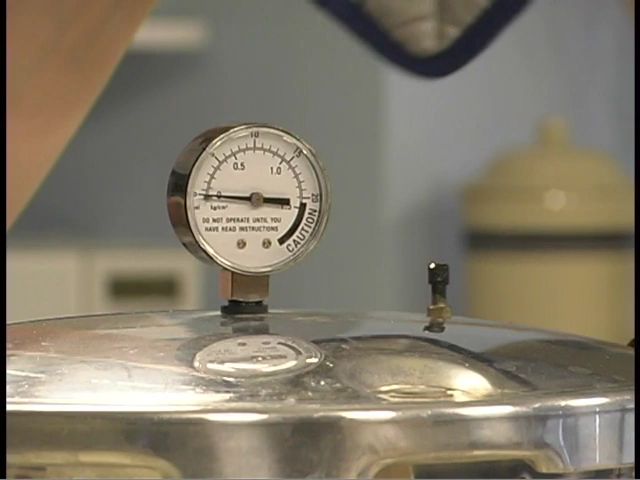 10
15
0.5 1.0
0 20
kg/cm²
DO NOT OPERATE UNTIL YOU
HAVE READ INSTRUCTIONS
CAUTION